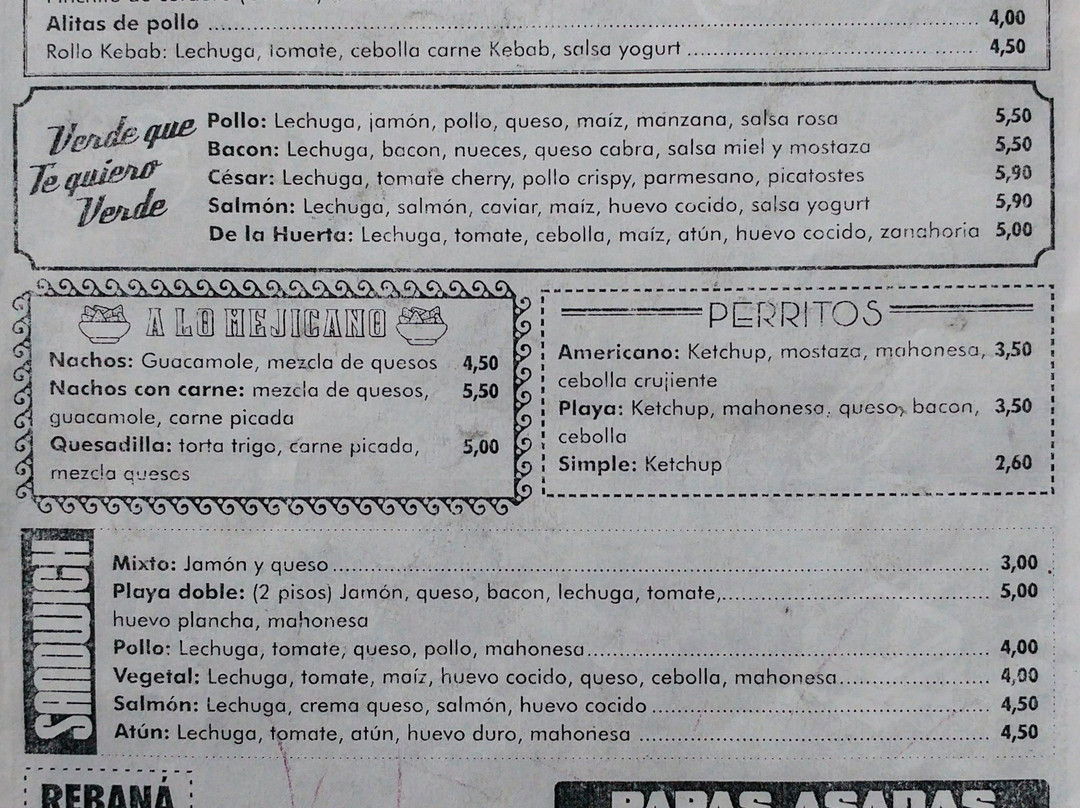 Alitas de pollo ........ 4,00
Rollo Kebab: Lechuga, tomate, cebolla carne Kebab, salsa yogurt ........ 4,50
Verde que
Te quiero
Verde
Pollo: Lechuga, jamón, pollo, queso, maíz, manzana, salsa rosa 5,50
Bacon: Lechuga, bacon, nueces, queso cabra, salsa miel y mostaza 5,50
César: Lechuga, tomate cherry, pollo crispy, parmesano, picatostes 5,90
Salmón: Lechuga, salmón, caviar, maíz, huevo cocido, salsa yogurt 5,90
De la Huerta: Lechuga, tomate, cebolla, maíz, atún, huevo cocido, zanahoria 5,00
A LO MEJICANO
Nachos: Guacamole, mezcla de quesos 4,50
Nachos con carne: mezcla de quesos, 5,50
guacamole, carne picada
Quesadilla: torta trigo, carne picada, 5,00
mezcla quesos
PERRITOS
Americano: Ketchup, mostaza, mahonesa, 3,50
cebolla crujiente
Playa: Ketchup, mahonesa, queso, bacon, 3,50
cebolla
Simple: Ketchup 2,60
SANDWICH
Mixto: Jamón y queso ........ 3,00
Playa doble: (2 pisos) Jamón, queso, bacon, lechuga, tomate, ........ 5,00
huevo plancha, mahonesa
Pollo: Lechuga, tomate, queso, pollo, mahonesa ........ 4,00
Vegetal: Lechuga, tomate, maíz, huevo cocido, queso, cebolla, mahonesa ........ 4,00
Salmón: Lechuga, crema queso, salmón, huevo cocido ........ 4,50
Atún: Lechuga, tomate, atún, huevo duro, mahonesa ........ 4,50
REBANÁ
PAPAS ASADAS